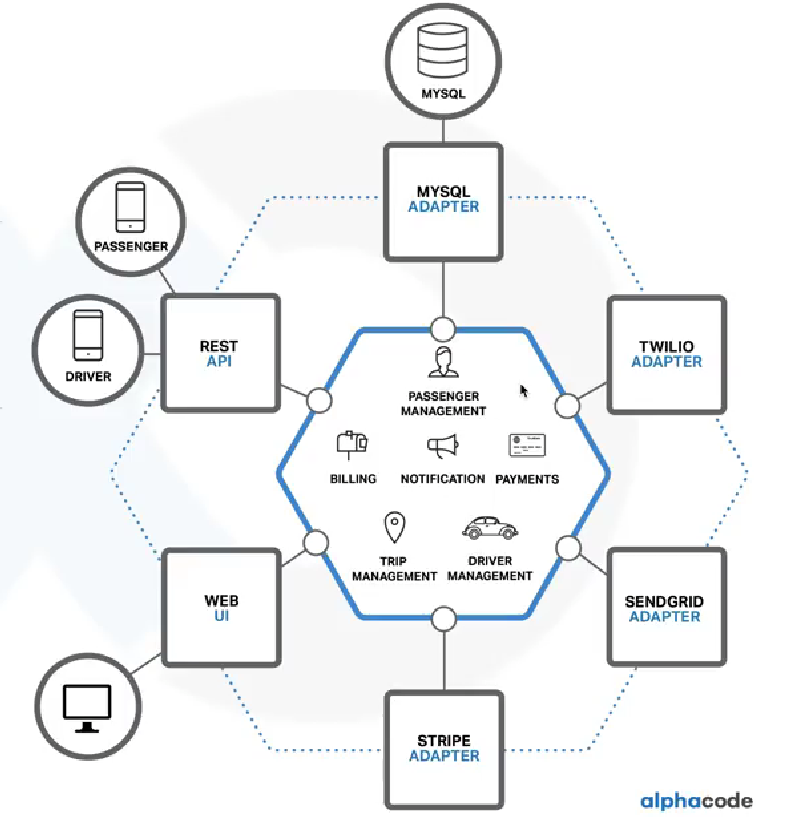 MYSQL
MYSQL
ADAPTER
PASSENGER
DRIVER
REST
API
TWILIO
ADAPTER
PASSENGER
MANAGEMENT
BILLING
NOTIFICATION
PAYMENTS
TRIP
MANAGEMENT
DRIVER
MANAGEMENT
WEB
UI
SENDGRID
ADAPTER
STRIPE
ADAPTER
alphacode